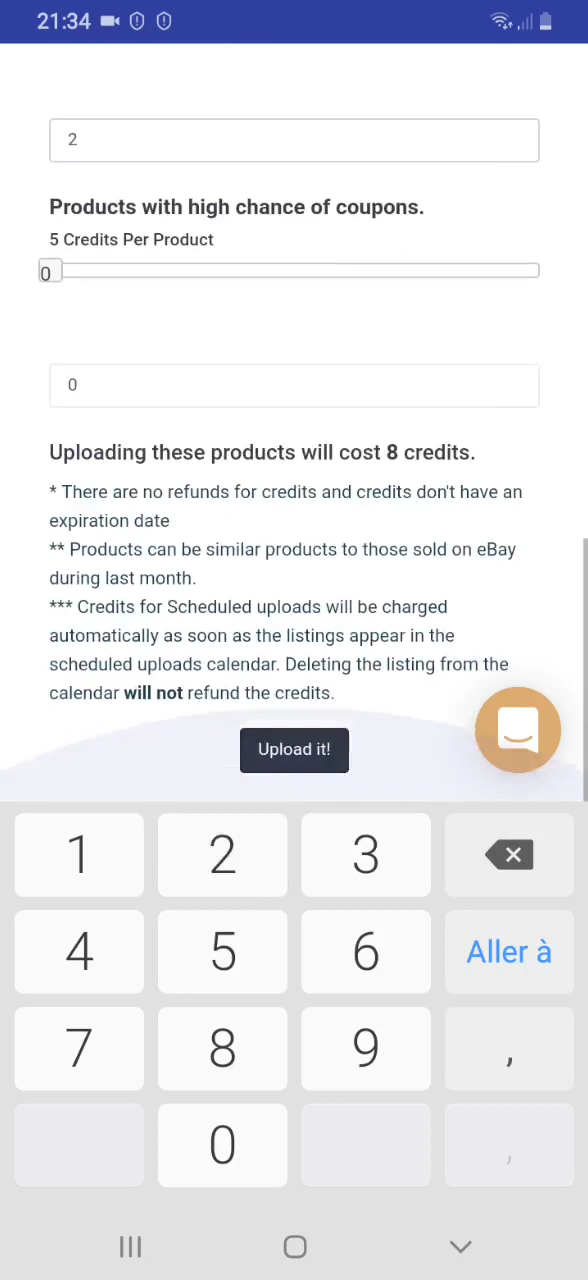 21:34
2
Products with high chance of coupons.
5 Credits Per Product
0
0
Uploading these products will cost 8 credits.
* There are no refunds for credits and credits don't have an
expiration date
** Products can be similar products to those sold on eBay
during last month.
*** Credits for Scheduled uploads will be charged
automatically as soon as the listings appear in the
scheduled uploads calendar. Deleting the listing from the
calendar will not refund the credits.
Upload it!
1 2 3
4 5 6 Aller à
7 8 9 ,
0 ,